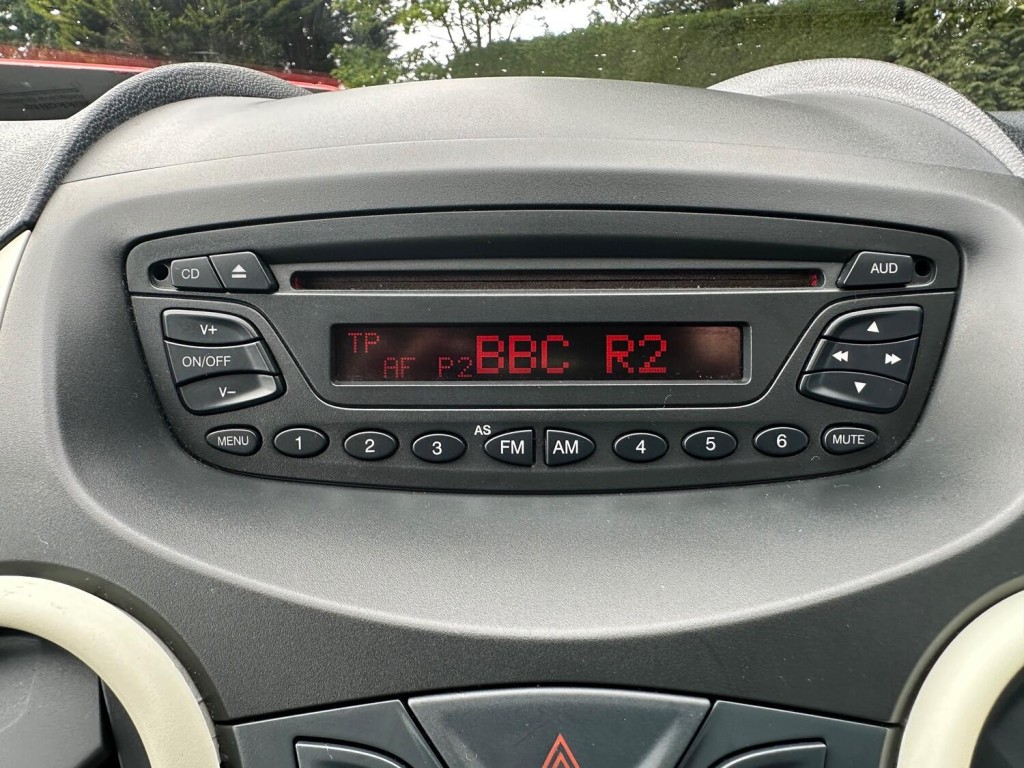 CD
AUD
V+
ON/OFF
V–
TP
AF P2 BBC R2
MENU 1 2 3 AS FM AM 4 5 6 MUTE